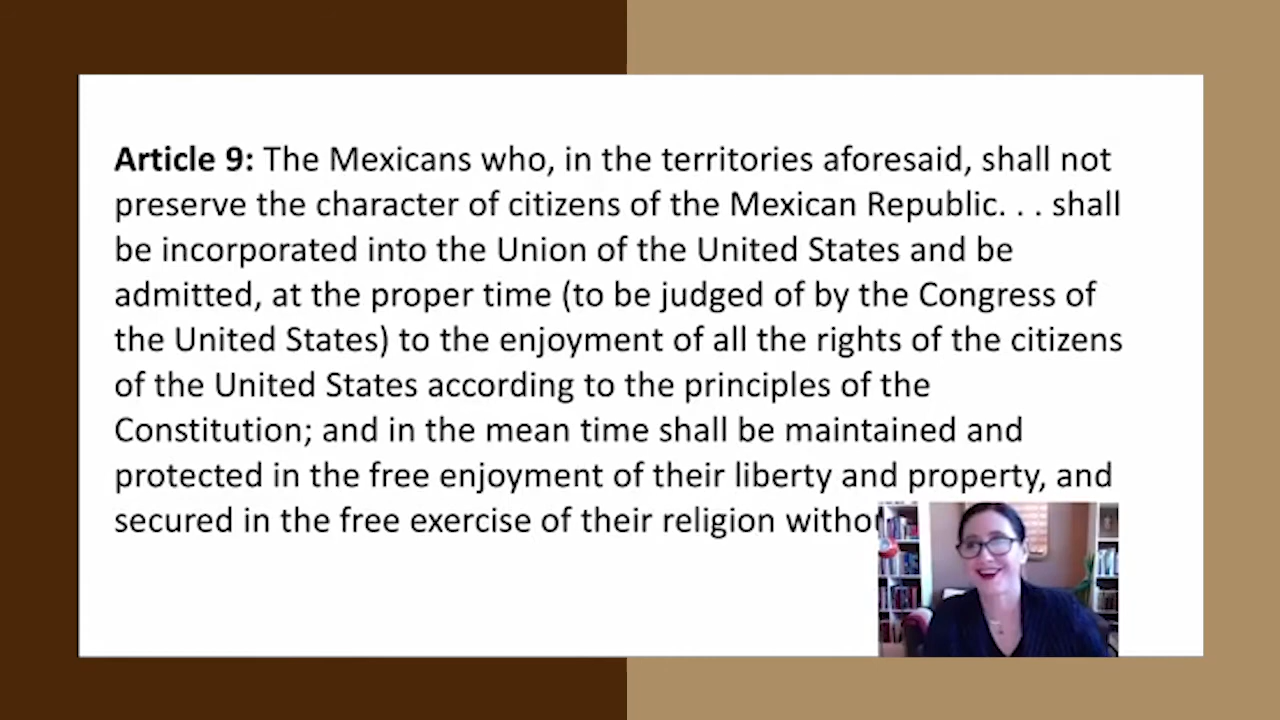 Article 9: The Mexicans who, in the territories aforesaid, shall not
preserve the character of citizens of the Mexican Republic. . . shall
be incorporated into the Union of the United States and be
admitted, at the proper time (to be judged of by the Congress of
the United States) to the enjoyment of all the rights of the citizens
of the United States according to the principles of the
Constitution; and in the mean time shall be maintained and
protected in the free enjoyment of their liberty and property, and
secured in the free exercise of their religion